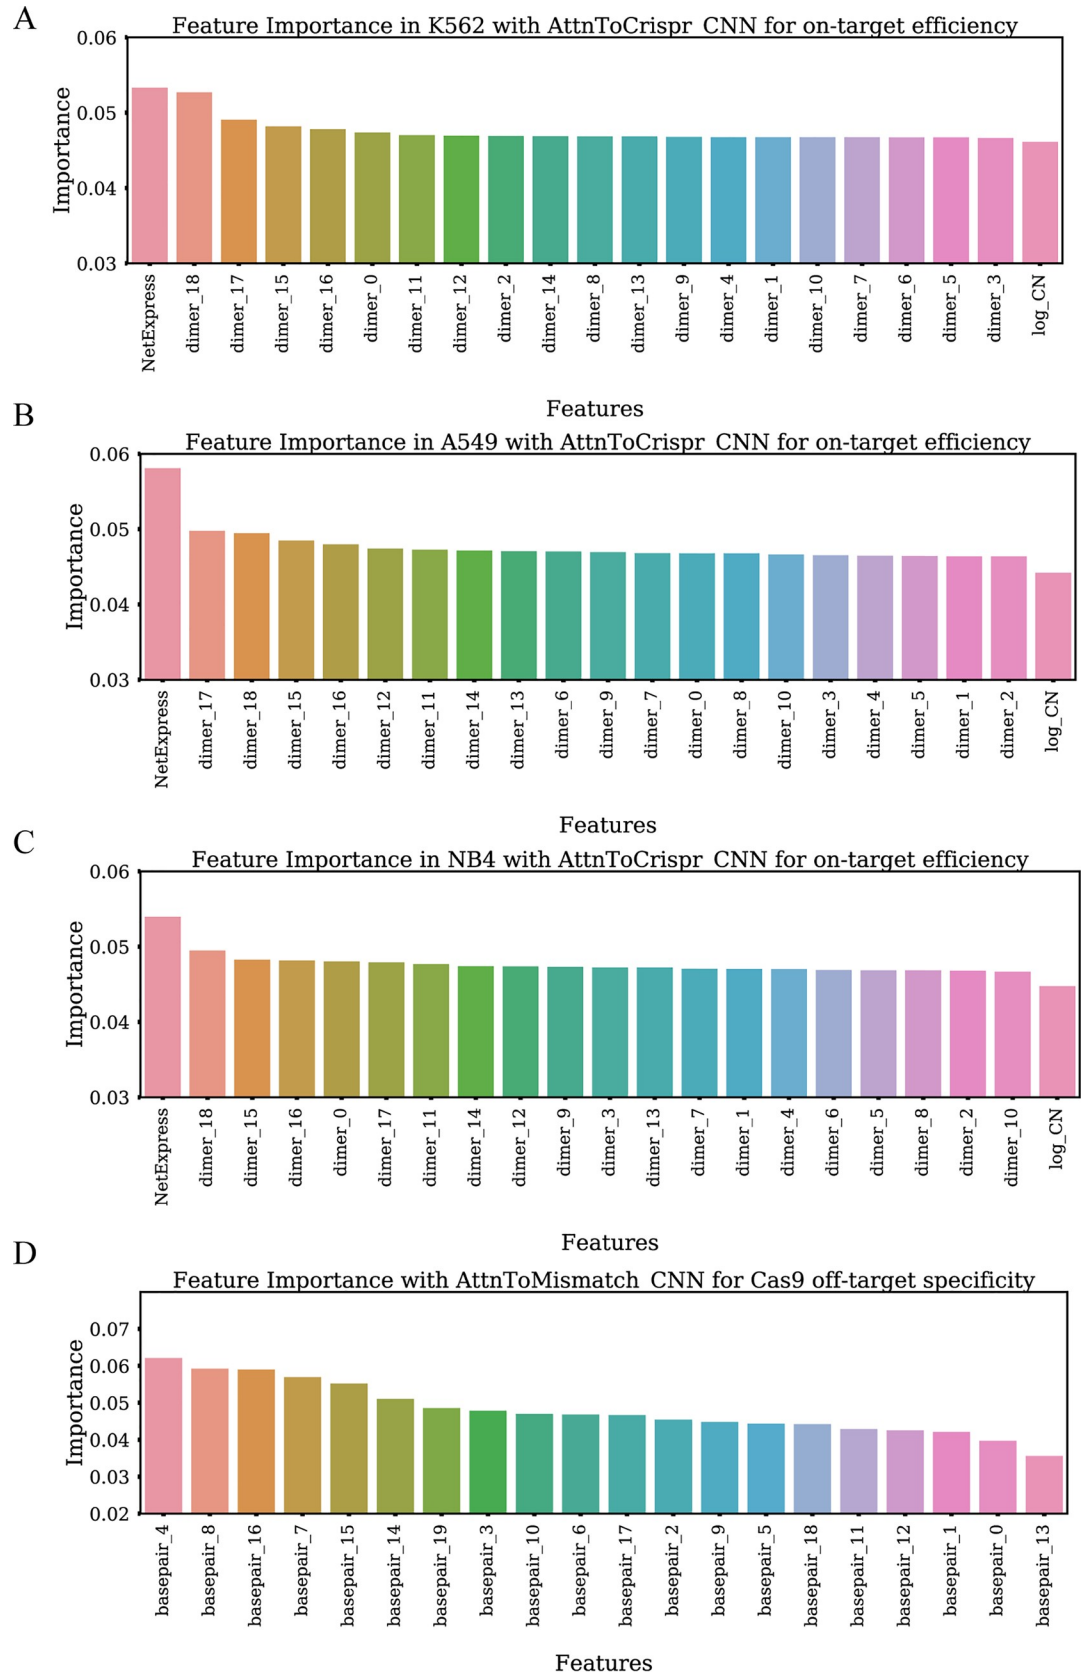 A
Feature Importance in K562 with AttnToCrispr_CNN for on-target efficiency
0.06
0.05
0.04
0.03
Importance
NetExpress
dimer_18
dimer_17
dimer_15
dimer_16
dimer_0
dimer_11
dimer_12
dimer_2
dimer_14
dimer_8
dimer_13
dimer_9
dimer_4
dimer_1
dimer_10
dimer_7
dimer_6
dimer_5
dimer_3
log_CN
Features
B
Feature Importance in A549 with AttnToCrispr_CNN for on-target efficiency
0.06
0.05
0.04
0.03
Importance
NetExpress
dimer_17
dimer_18
dimer_15
dimer_16
dimer_12
dimer_11
dimer_14
dimer_13
dimer_6
dimer_9
dimer_7
dimer_0
dimer_8
dimer_10
dimer_3
dimer_4
dimer_5
dimer_1
dimer_2
log_CN
Features
C
Feature Importance in NB4 with AttnToCrispr_CNN for on-target efficiency
0.06
0.05
0.04
0.03
Importance
NetExpress
dimer_18
dimer_15
dimer_16
dimer_0
dimer_17
dimer_11
dimer_14
dimer_12
dimer_9
dimer_3
dimer_13
dimer_7
dimer_1
dimer_4
dimer_6
dimer_5
dimer_8
dimer_2
dimer_10
log_CN
Features
D
Feature Importance with AttnToMismatch_CNN for Cas9 off-target specificity
0.07
0.06
0.05
0.04
0.03
0.02
Importance
basepair_4
basepair_8
basepair_16
basepair_7
basepair_15
basepair_14
basepair_19
basepair_3
basepair_10
basepair_6
basepair_17
basepair_2
basepair_9
basepair_5
basepair_18
basepair_11
basepair_12
basepair_1
basepair_0
basepair_13
Features